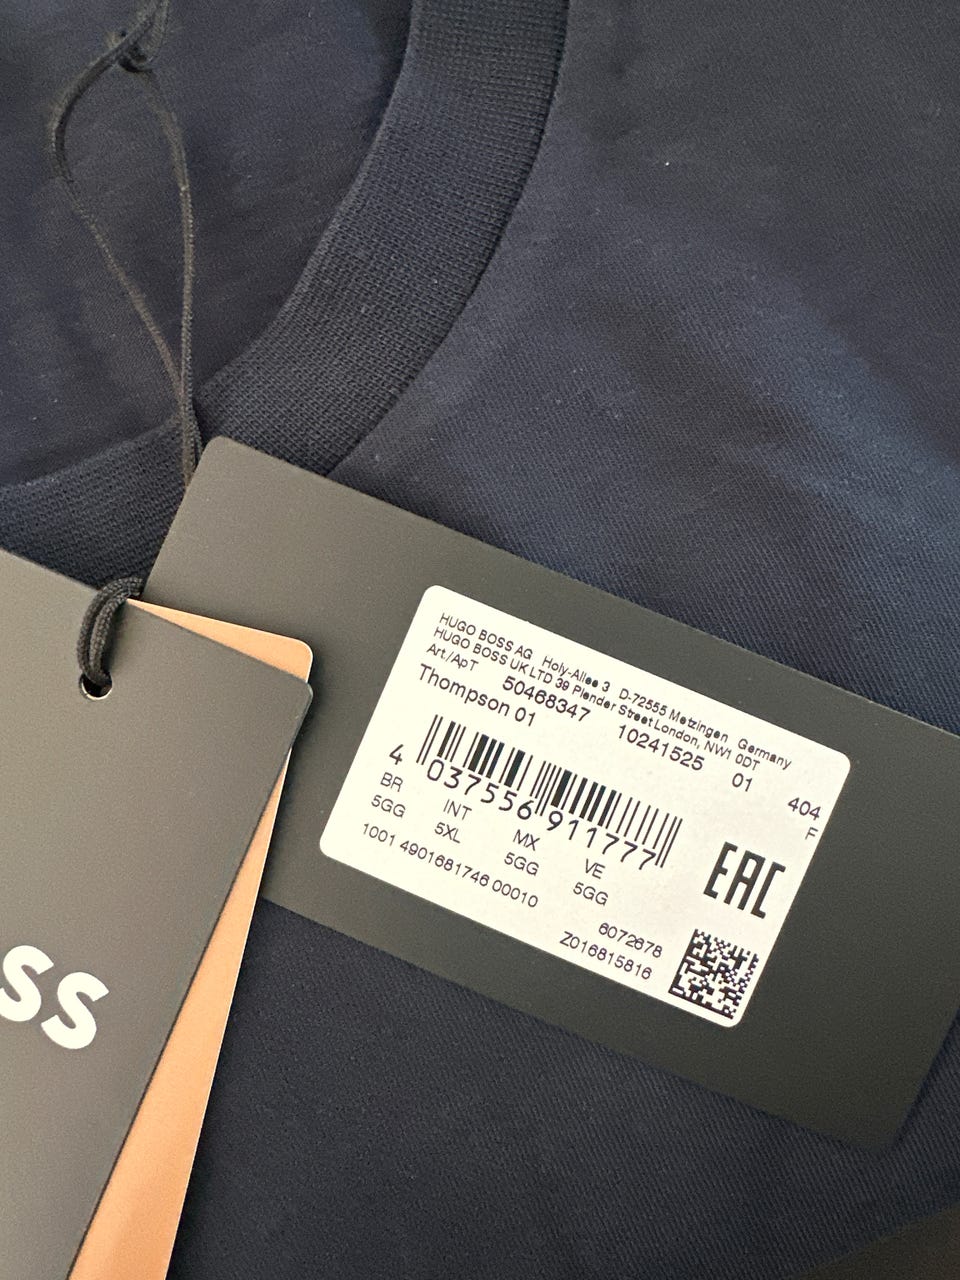 HUGO BOSS AG Holy-Allee 3 D-72555 Metzingen Germany
HUGO BOSS UK LTD 39 Plender Street London, NW1 0DT
Art./ApT 50468347 10241525 01 404
Thompson 01 F
4 037556 911777
BR INT MX VE
5GG 5XL 5GG 5GG
EAC
1001 4901681746 00010
6072678
Z016815816
SS